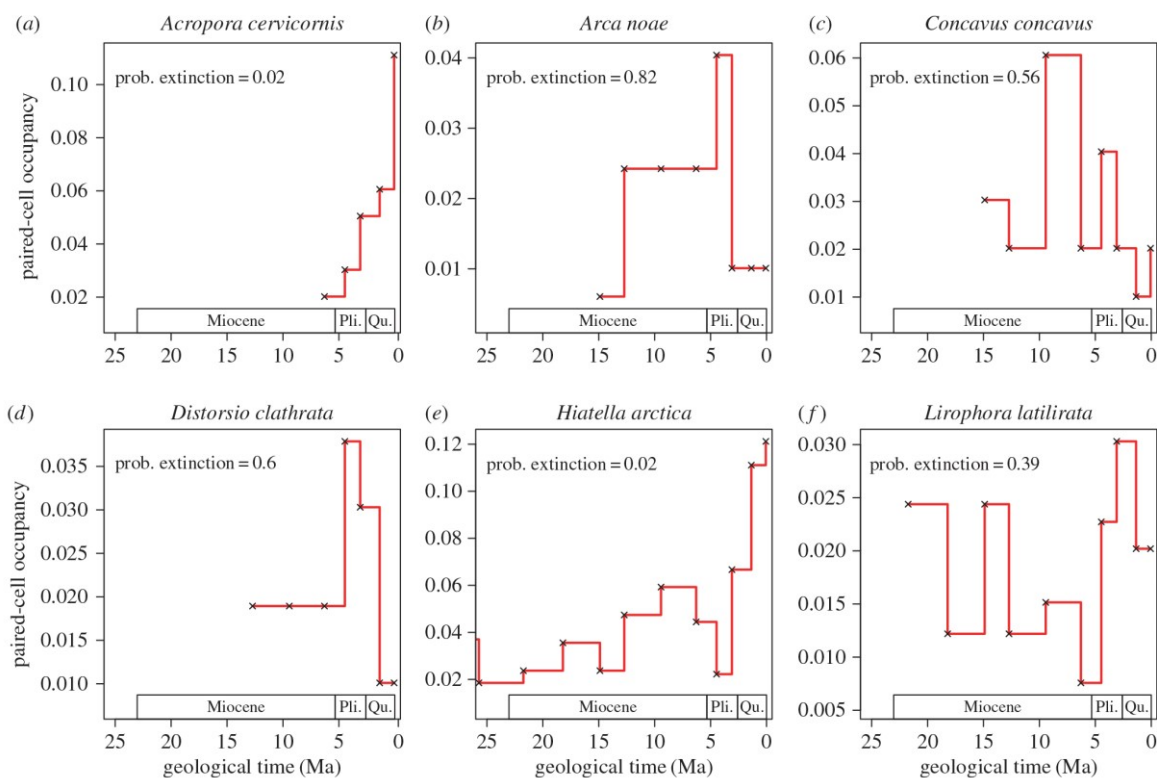 (a) Acropora cervicornis
prob. extinction = 0.02
paired-cell occupancy
0.10
0.08
0.06
0.04
0.02
Miocene Pli. Qu.
25 20 15 10 5 0
(b) Arca noae
prob. extinction = 0.82
0.04
0.03
0.02
0.01
Miocene Pli. Qu.
25 20 15 10 5 0
(c) Concavus concavus
prob. extinction = 0.56
0.06
0.05
0.04
0.03
0.02
0.01
Miocene Pli. Qu.
25 20 15 10 5 0
(d) Distorsio clathrata
prob. extinction = 0.6
paired-cell occupancy
0.035
0.030
0.025
0.020
0.015
0.010
Miocene Pli. Qu.
25 20 15 10 5 0
geological time (Ma)
(e) Hiatella arctica
prob. extinction = 0.02
0.12
0.10
0.08
0.06
0.04
0.02
Miocene Pli. Qu.
25 20 15 10 5 0
geological time (Ma)
(f) Lirophora latilirata
prob. extinction = 0.39
0.030
0.025
0.020
0.015
0.010
0.005
Miocene Pli. Qu.
25 20 15 10 5 0
geological time (Ma)